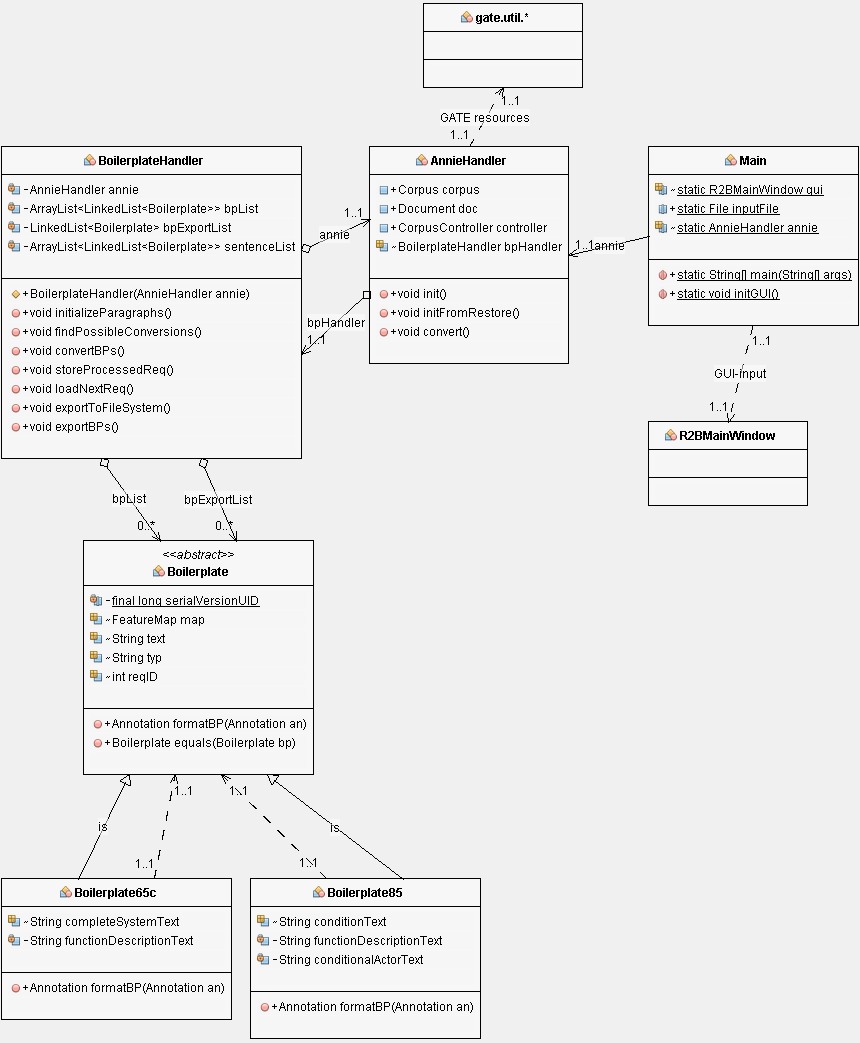 gate.util.*
1..1
GATE resources
1..1
BoilerplateHandler
-AnnieHandler annie
-ArrayList<LinkedList<Boilerplate>> bpList
-LinkedList<Boilerplate> bpExportList
-ArrayList<LinkedList<Boilerplate>> sentenceList
+BoilerplateHandler(AnnieHandler annie)
+void initializeParagraphs()
+void findPossibleConversions()
+void convertBPs()
+void storeProcessedReq()
+void loadNextReq()
+void exportToFileSystem()
+void exportBPs()
1..1
annie
bpHandler
1..1
AnnieHandler
+Corpus corpus
+Document doc
+CorpusController controller
~BoilerplateHandler bpHandler
+void init()
+void initFromRestore()
+void convert()
1..1annie
Main
~static R2BMainWindow gui
+static File inputFile
~static AnnieHandler annie
+static String[] main(String[] args)
+static void initGUI()
1..1
GUI-input
1..1
R2BMainWindow
bpList
bpExportList
0..*
0..*
<<abstract>>
Boilerplate
-final long serialVersionUID
~FeatureMap map
~String text
~String typ
~int reqID
+Annotation formatBP(Annotation an)
+Boilerplate equals(Boilerplate bp)
1..1
1..1
is
is
1..1
1..1
Boilerplate65c
~String completeSystemText
-String functionDescriptionText
+Annotation formatBP(Annotation an)
Boilerplate85
~String conditionText
-String functionDescriptionText
-String conditionalActorText
+Annotation formatBP(Annotation an)